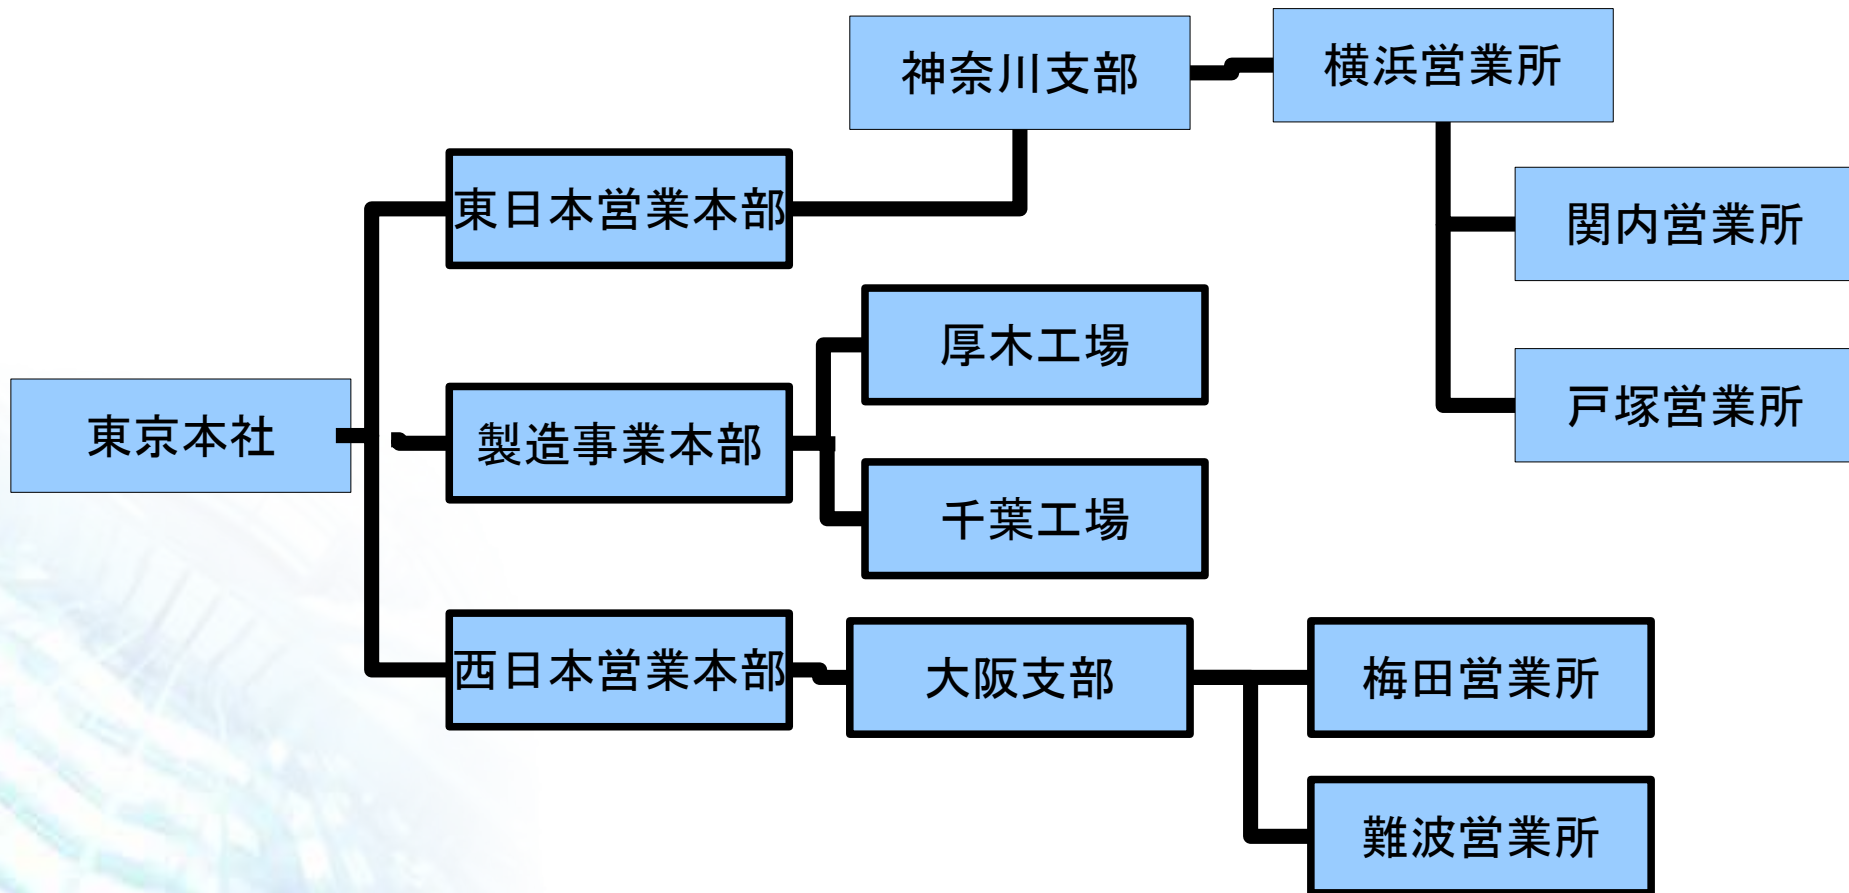 神奈川支部
横浜営業所
東日本営業本部
関内営業所
厚木工場
戸塚営業所
東京本社
製造事業本部
千葉工場
西日本営業本部
大阪支部
梅田営業所
難波営業所